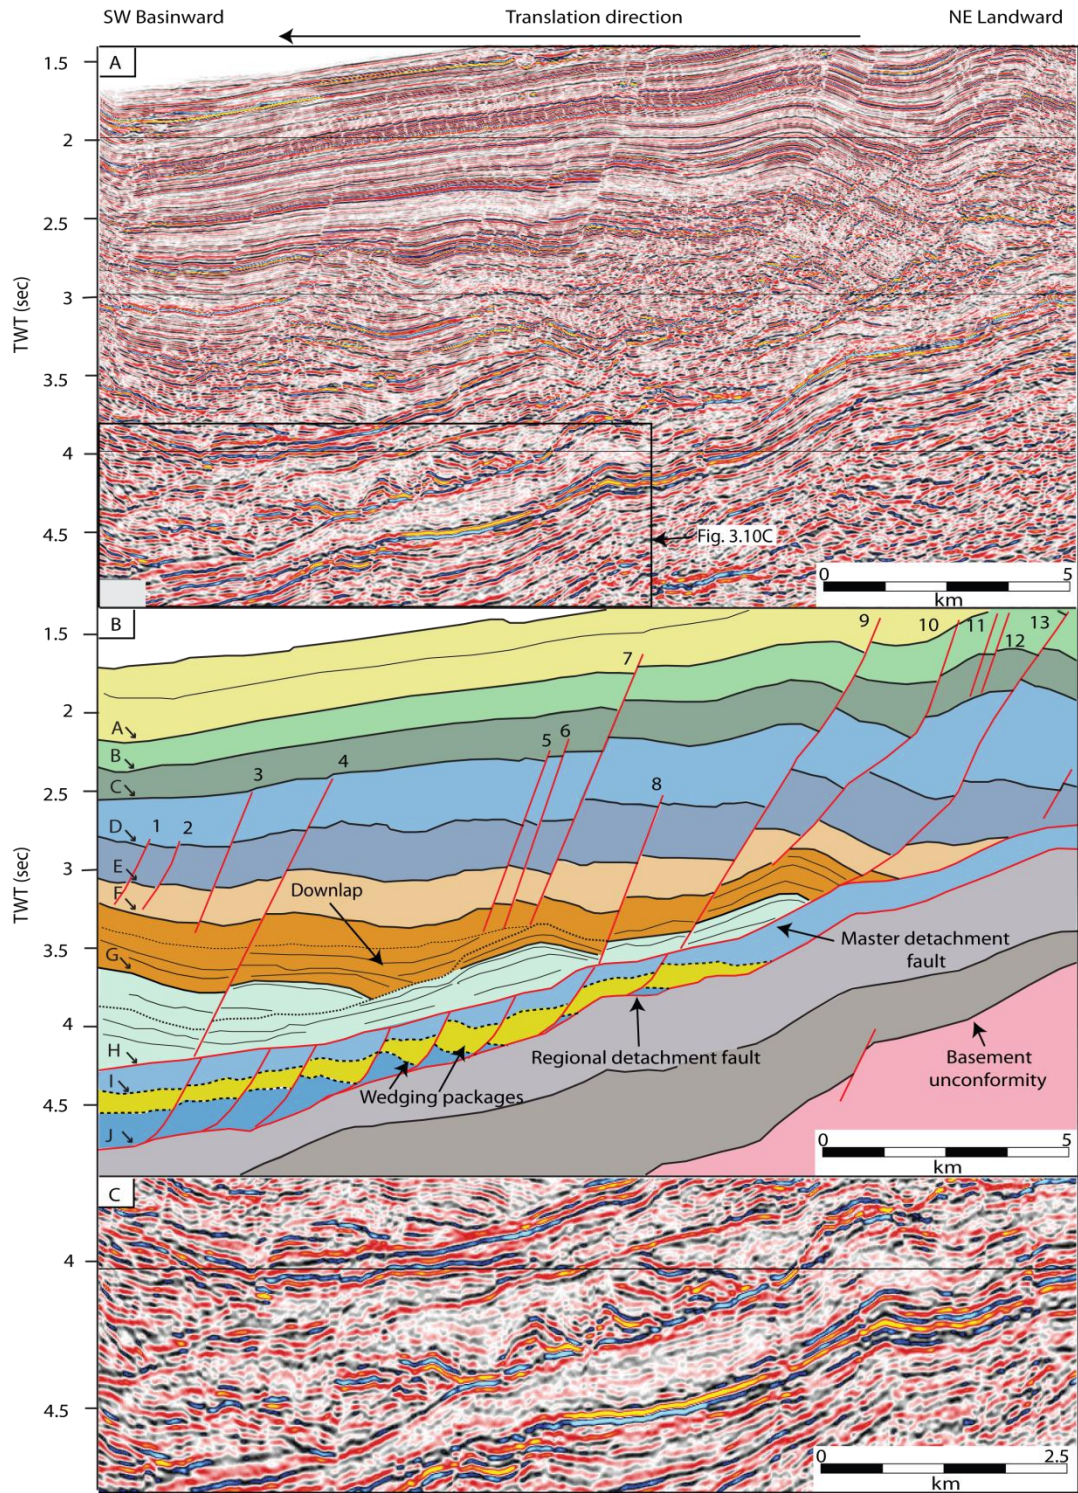 SW Basinward Translation direction NE Landward
A
1.5
2
2.5
3
TWT (sec)
3.5
4
4.5
Fig. 3.10C
0 5
km
B
1.5
2
2.5
3
TWT (sec)
3.5
4
4.5
A
B
C
D
E
F
G
H
I
J
1
2
3
4
5
6
7
8
9
10
11
12
13
Downlap
Master detachment
fault
Regional detachment fault
Wedging packages
Basement
unconformity
0 5
km
C
4
4.5
0 2.5
km